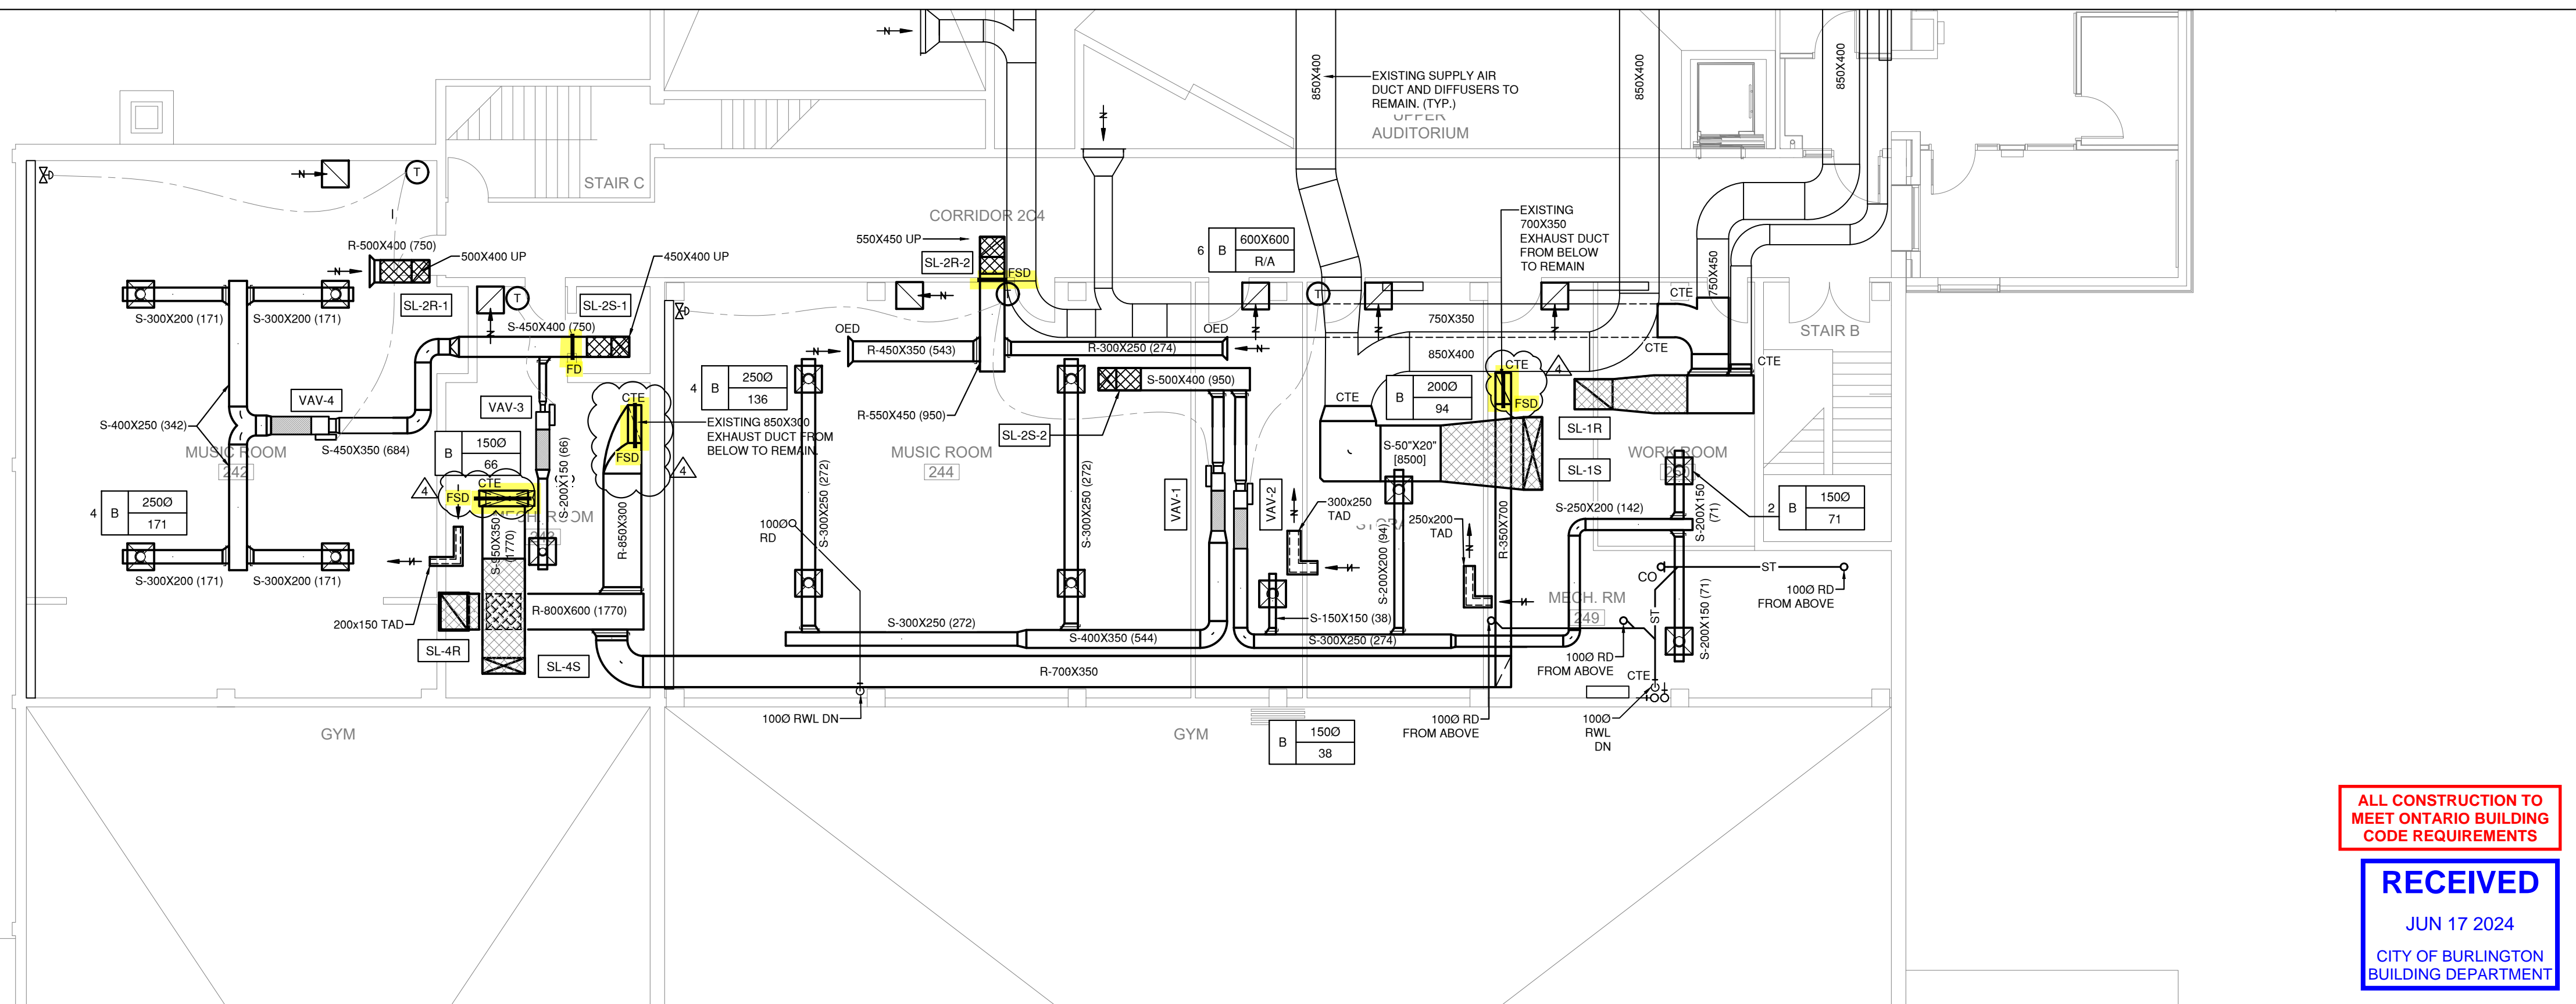 850X400
EXISTING SUPPLY AIR
DUCT AND DIFFUSERS TO
REMAIN. (TYP.)
UPPER
AUDITORIUM
850X400
850X400
STAIR C
CORRIDOR 2C4
550X450 UP
SL-2R-2
FSD
6
B
600X600
R/A
EXISTING
700X350
EXHAUST DUCT
FROM BELOW
TO REMAIN
750X450
CTE
T
R-500X400 (750)
500X400 UP
450X400 UP
SL-2R-1
T
SL-2S-1
T
T
S-300X200 (171)
S-300X200 (171)
S-450X400 (750)
FD
OED
R-450X350 (543)
OED
R-300X250 (274)
750X350
850X400
CTE
CTE
STAIR B
VAV-4
VAV-3
S-400X250 (342)
S-450X350 (684)
MUSIC ROOM
242
B
150Ø
66
S-200X150 (66)
CTE
EXISTING 850X300
EXHAUST DUCT FROM
BELOW TO REMAIN.
FSD
4
4
B
250Ø
136
R-550X450 (950)
S-500X400 (950)
SL-2S-2
MUSIC ROOM
244
CTE
B
200Ø
94
CTE
FSD
4
SL-1R
SL-1S
S-50"X20"
[8500]
WORK ROOM
4
B
250Ø
171
4
FSD
CTE
MECH. ROOM
S-950X350
(1770)
R-850X300
100Ø
RD
S-300X250 (272)
S-300X250 (272)
VAV-1
VAV-2
300x250
TAD
S-200X200 (94)
250x200
TAD
R-350X700
S-250X200 (142)
S-200X150
(71)
2
B
150Ø
71
S-300X200 (171)
S-300X200 (171)
200x150 TAD
R-800X600 (1770)
SL-4R
SL-4S
S-300X250 (272)
S-400X350 (544)
S-150X150 (38)
S-300X250 (274)
MECH. RM
249
CO
ST
ST
100Ø RD
FROM ABOVE
S-200X150 (71)
R-700X350
100Ø RD
FROM ABOVE
CTE
100Ø RWL DN
100Ø RD
FROM ABOVE
100Ø
RWL
DN
GYM
GYM
B
150Ø
38
ALL CONSTRUCTION TO
MEET ONTARIO BUILDING
CODE REQUIREMENTS
RECEIVED
JUN 17 2024
CITY OF BURLINGTON
BUILDING DEPARTMENT